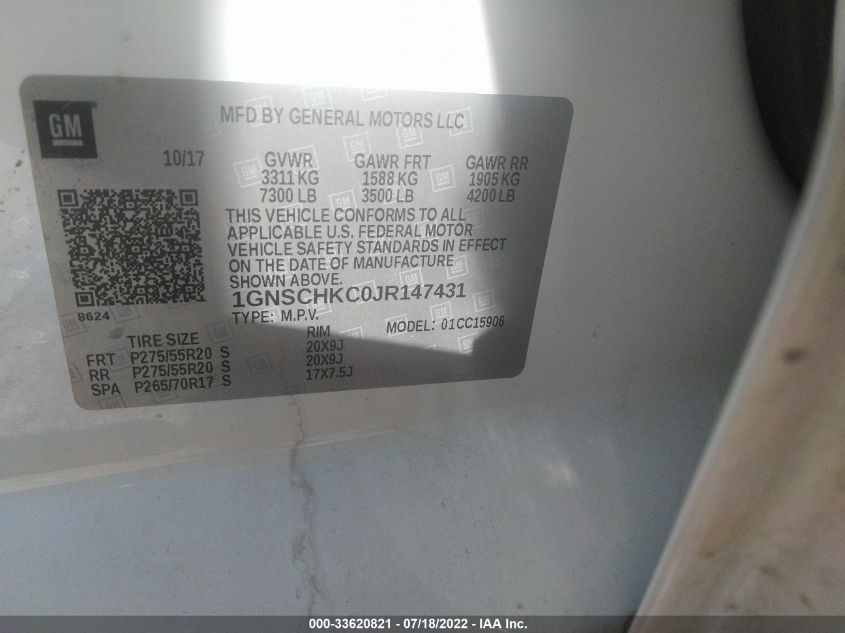 GM
MFD BY GENERAL MOTORS LLC
10/17 GVWR GAWR FRT GAWR RR
3311 KG 1588 KG 1905 KG
7300 LB 3500 LB 4200 LB
THIS VEHICLE CONFORMS TO ALL
APPLICABLE U.S. FEDERAL MOTOR
VEHICLE SAFETY STANDARDS IN EFFECT
ON THE DATE OF MANUFACTURE
SHOWN ABOVE.
1GNSCHKC0JR147431
8624
TYPE: M.P.V. MODEL: 01CC15906
TIRE SIZE RIM
FRT P275/55R20 S 20X9J
RR P275/55R20 S 20X9J
SPA P265/70R17 S 17X7.5J
000-33620821 - 07/18/2022 - IAA Inc.